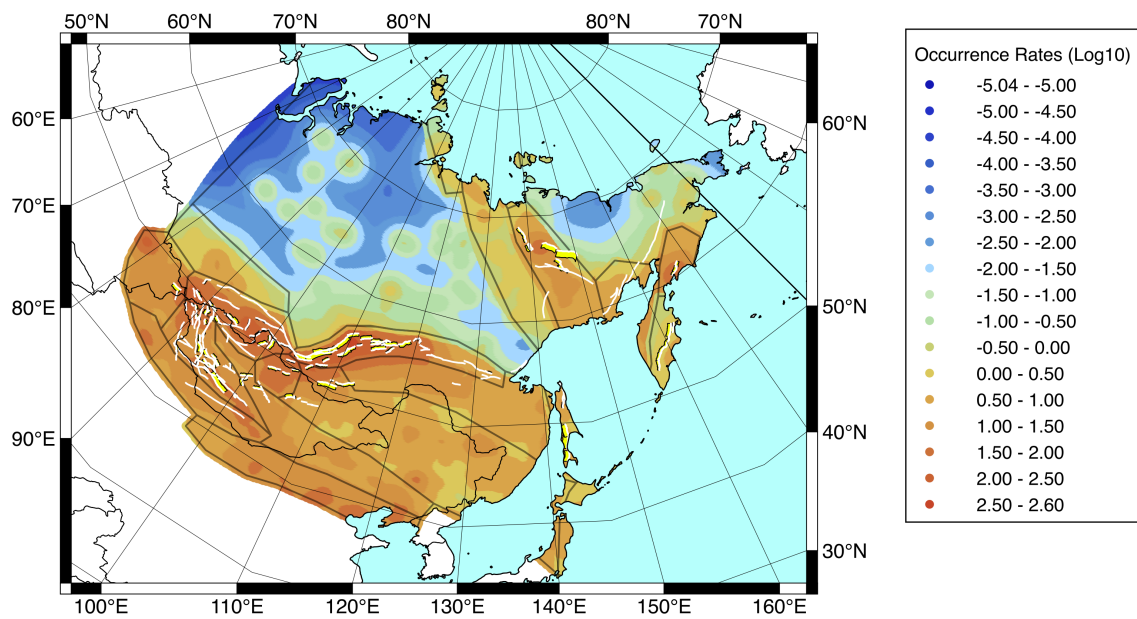 50°N 60°N 70°N 80°N 80°N 70°N
60°E
70°E
80°E
90°E
60°N
50°N
40°N
30°N
100°E 110°E 120°E 130°E 140°E 150°E 160°E
Occurrence Rates (Log10)
-5.04 - -5.00
-5.00 - -4.50
-4.50 - -4.00
-4.00 - -3.50
-3.50 - -3.00
-3.00 - -2.50
-2.50 - -2.00
-2.00 - -1.50
-1.50 - -1.00
-1.00 - -0.50
-0.50 - 0.00
0.00 - 0.50
0.50 - 1.00
1.00 - 1.50
1.50 - 2.00
2.00 - 2.50
2.50 - 2.60